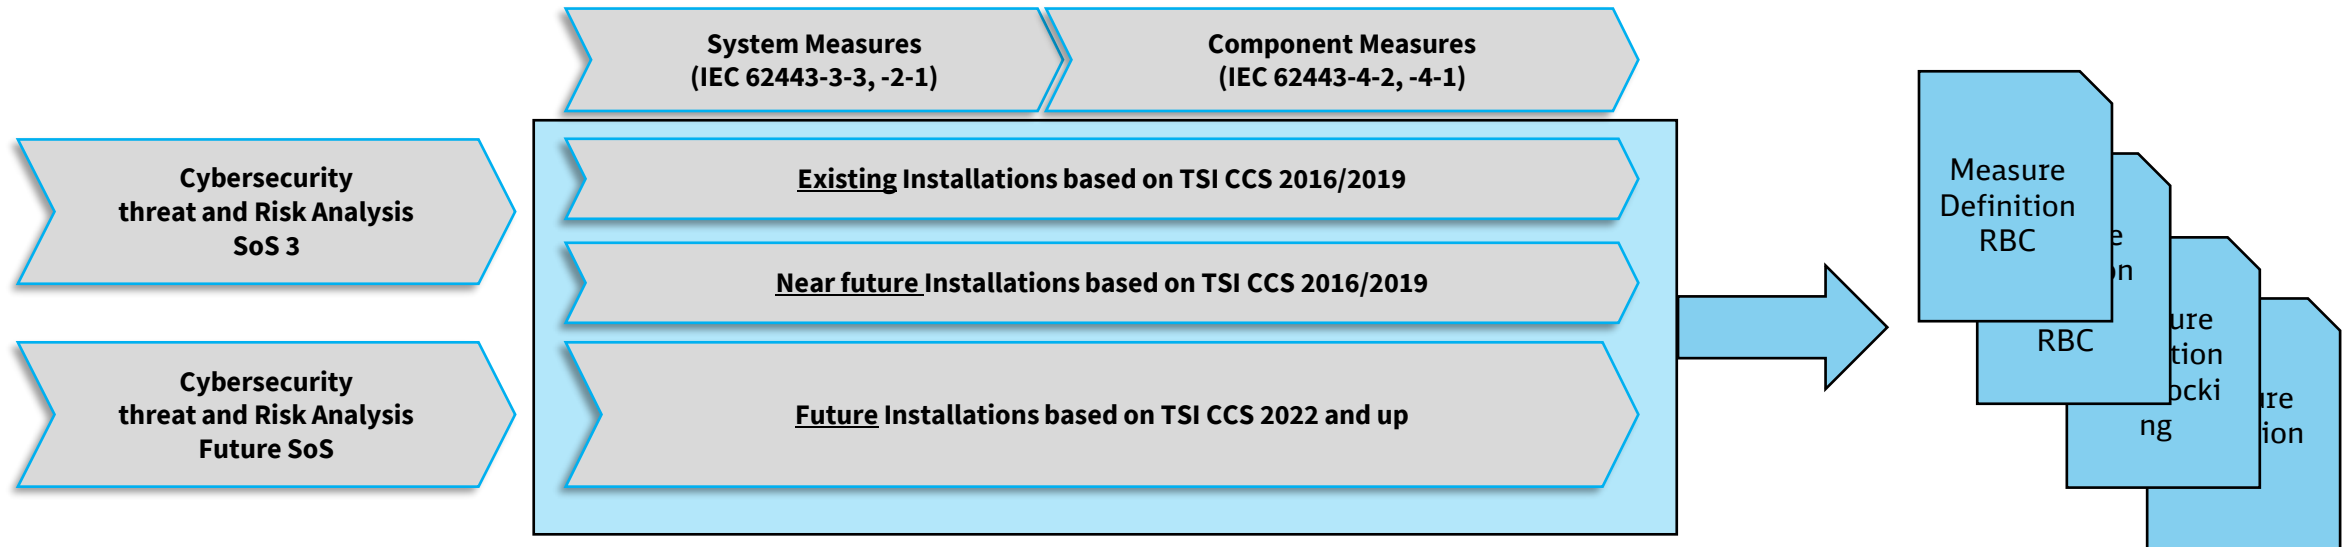 System Measures
(IEC 62443-3-3, -2-1)
Component Measures
(IEC 62443-4-2, -4-1)
Cybersecurity
threat and Risk Analysis
SoS 3
Existing Installations based on TSI CCS 2016/2019
Near future Installations based on TSI CCS 2016/2019
Cybersecurity
threat and Risk Analysis
Future SoS
Future Installations based on TSI CCS 2022 and up
Measure
Definition
RBC
RBC
ng